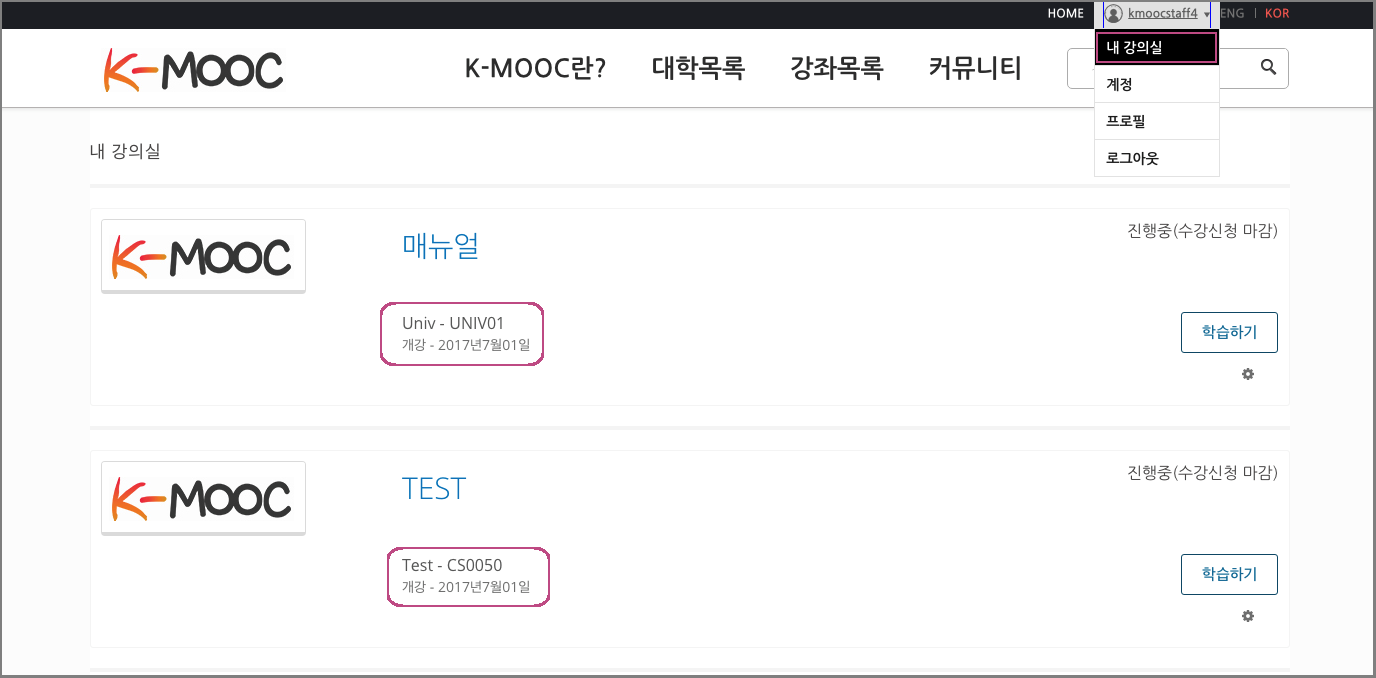 HOME kmoocstaff4 ▾ ENG | KOR
내 강의실
계정
프로필
로그아웃
K-MOOC K-MOOC란? 대학목록 강좌목록 커뮤니티
내 강의실
K-MOOC
매뉴얼
진행중(수강신청 마감)
Univ - UNIV01
개강 - 2017년7월01일
학습하기
K-MOOC
TEST
진행중(수강신청 마감)
Test - CS0050
개강 - 2017년7월01일
학습하기